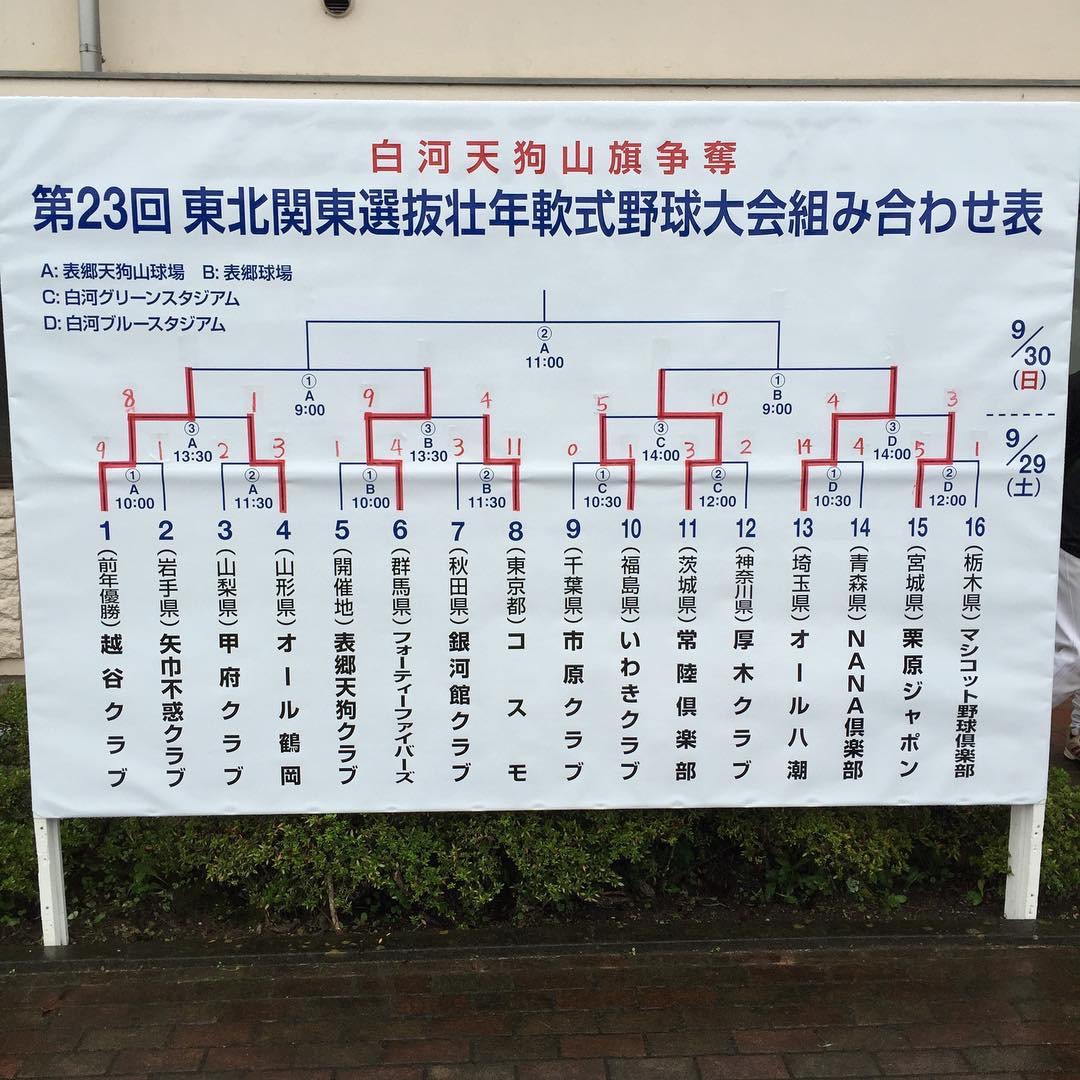 白河天狗山旗争奪
第23回 東北関東選抜壮年軟式野球大会組み合わせ表
A: 表郷天狗山球場 B: 表郷球場
C: 白河グリーンスタジアム
D: 白河ブルースタジアム
② A 11:00
9/30 (日)
① A 9:00
① B 9:00
8 1 9 4 5 10 4 3
③ A 13:30
③ B 13:30
③ C 14:00
③ D 14:00
9/29 (土)
9 1 2 3 1 4 3 11 0 1 3 2 14 4 5 1
① A 10:00
② A 11:30
① B 10:00
② B 11:30
① C 10:30
② C 12:00
① D 10:30
② D 12:00
1 (前年優勝) 越谷クラブ
2 (岩手県) 矢巾不惑クラブ
3 (山梨県) 甲府クラブ
4 (山形県) オール鶴岡
5 (開催地) 表郷天狗クラブ
6 (群馬県) フォーティーファイバーズ
7 (秋田県) 銀河館クラブ
8 (東京都) コスモ
9 (千葉県) 市原クラブ
10 (福島県) いわきクラブ
11 (茨城県) 常陸倶楽部
12 (神奈川県) 厚木クラブ
13 (埼玉県) オール八潮
14 (青森県) NANA倶楽部
15 (宮城県) 栗原ジャポン
16 (栃木県) マシコット野球倶楽部